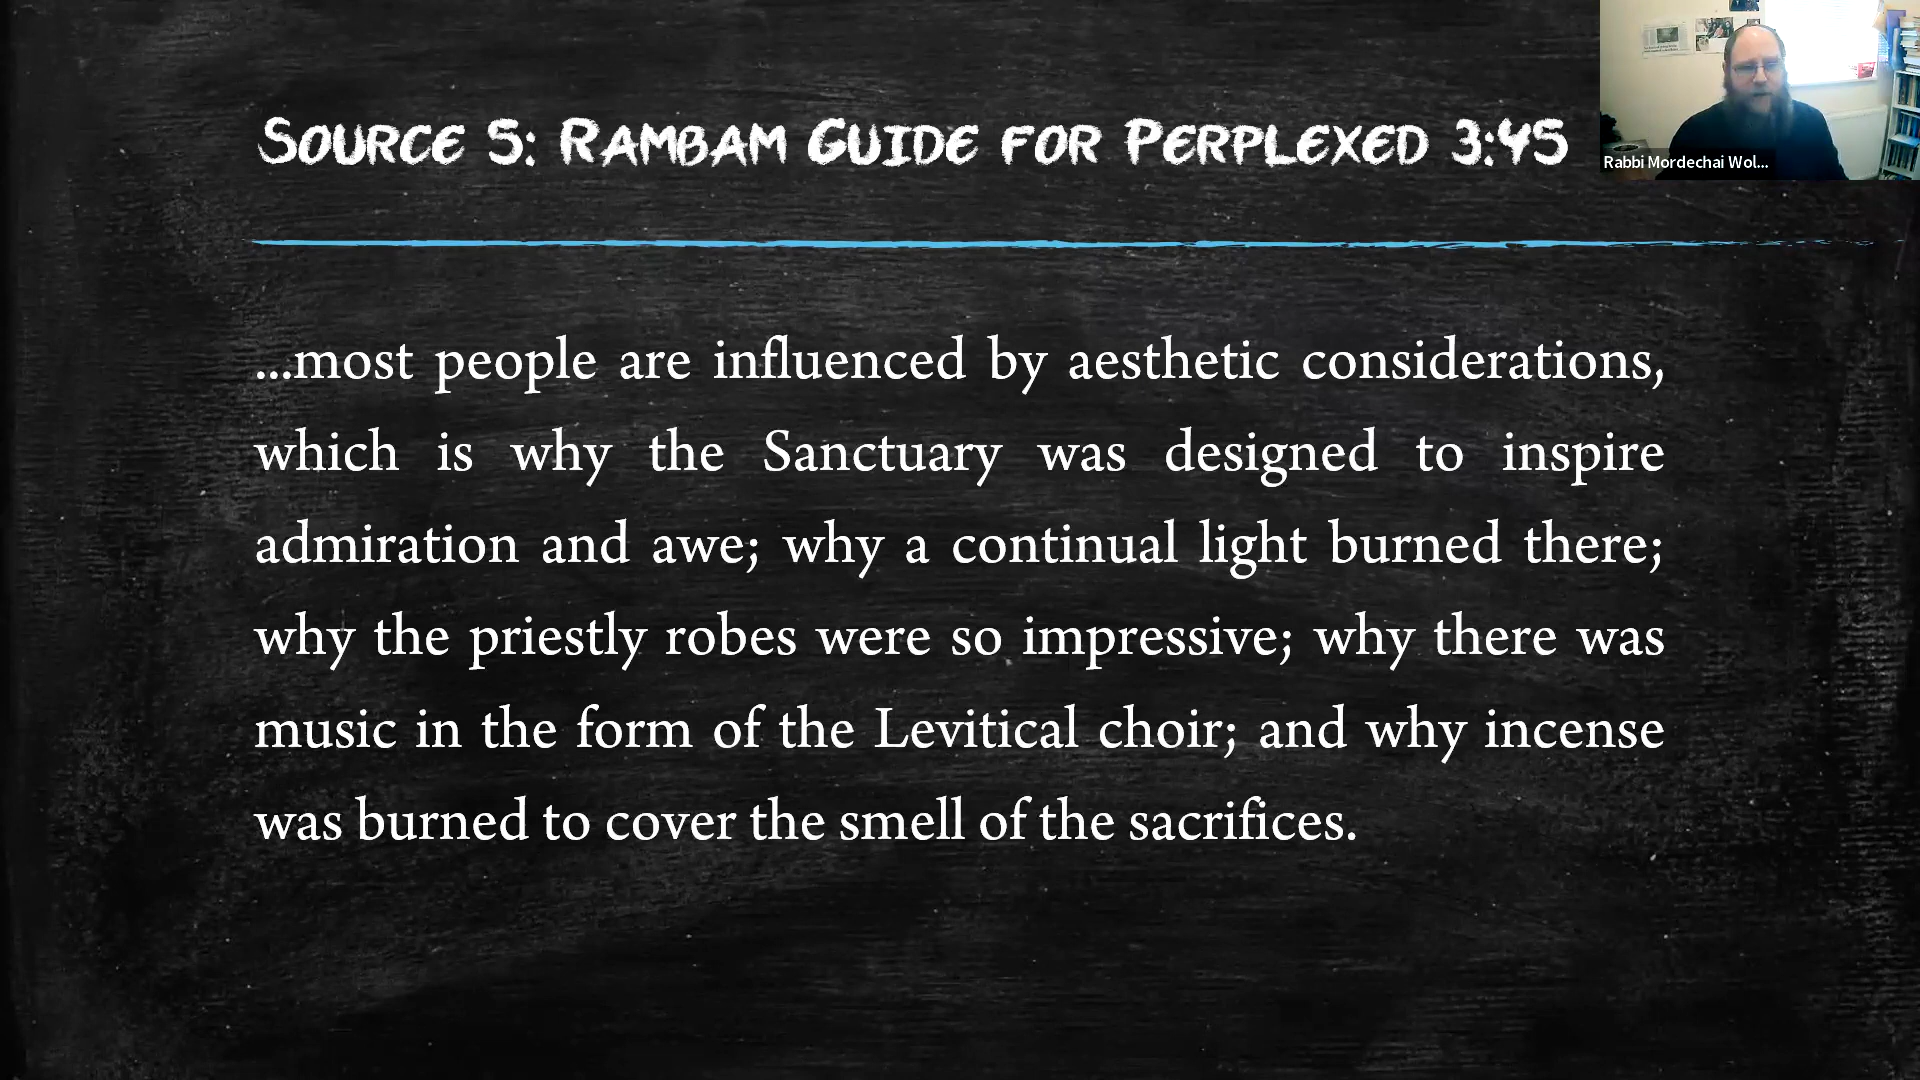 Source 5: Rambam Guide for Perplexed 3:45
Rabbi Mordechai Wol...
...most people are influenced by aesthetic considerations,
which is why the Sanctuary was designed to inspire
admiration and awe; why a continual light burned there;
why the priestly robes were so impressive; why there was
music in the form of the Levitical choir; and why incense
was burned to cover the smell of the sacrifices.